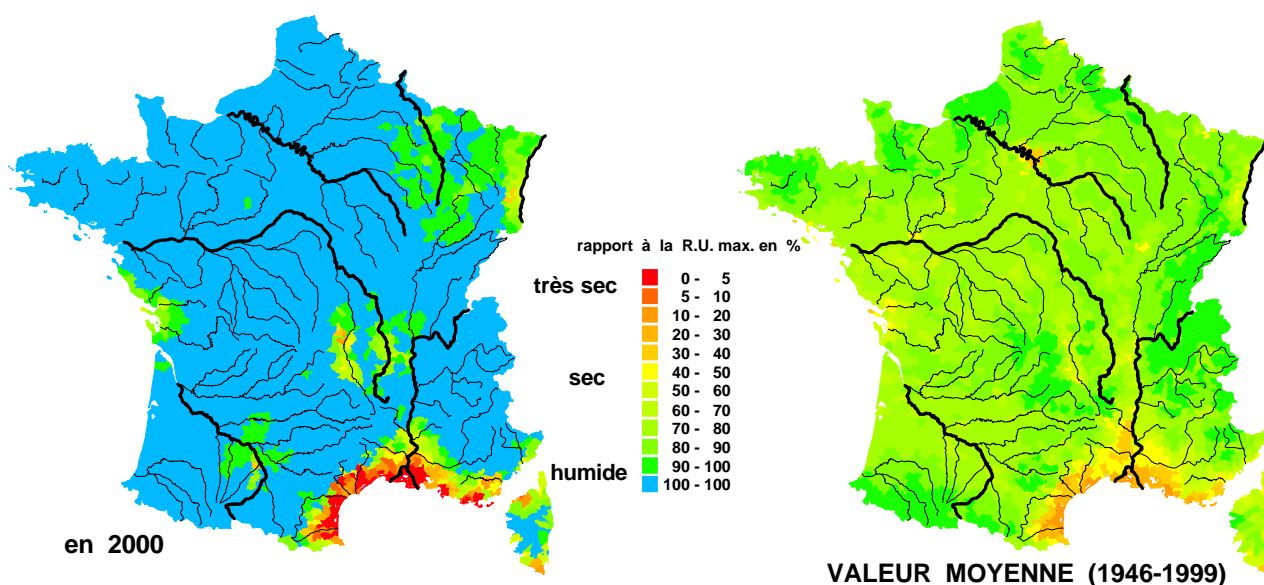 rapport à la R.U. max. en %
très sec
0 - 5
5 - 10
10 - 20
20 - 30
30 - 40
sec
40 - 50
50 - 60
60 - 70
70 - 80
80 - 90
humide
90 - 100
100 - 100
en 2000
VALEUR MOYENNE (1946-1999)